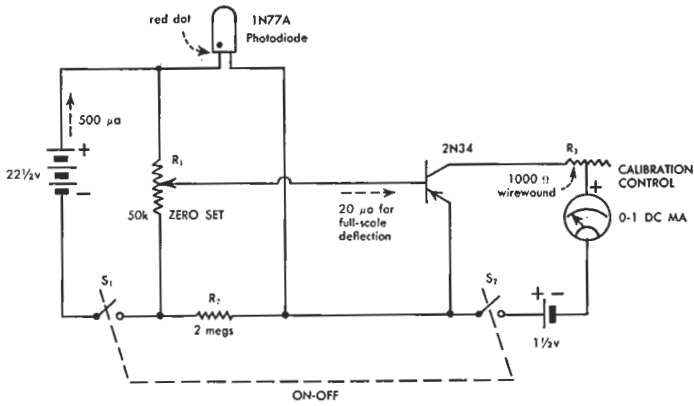 red dot
1N77A
Photodiode
500 μa
+
22½v
−
R₁
50k
ZERO SET
20 μa for
full-scale
deflection
2N34
R₃
1000 Ω
wirewound
CALIBRATION
CONTROL
+
0-1 DC MA
S₁
R₂
2 megs
S₂
+ −
1½v
ON-OFF